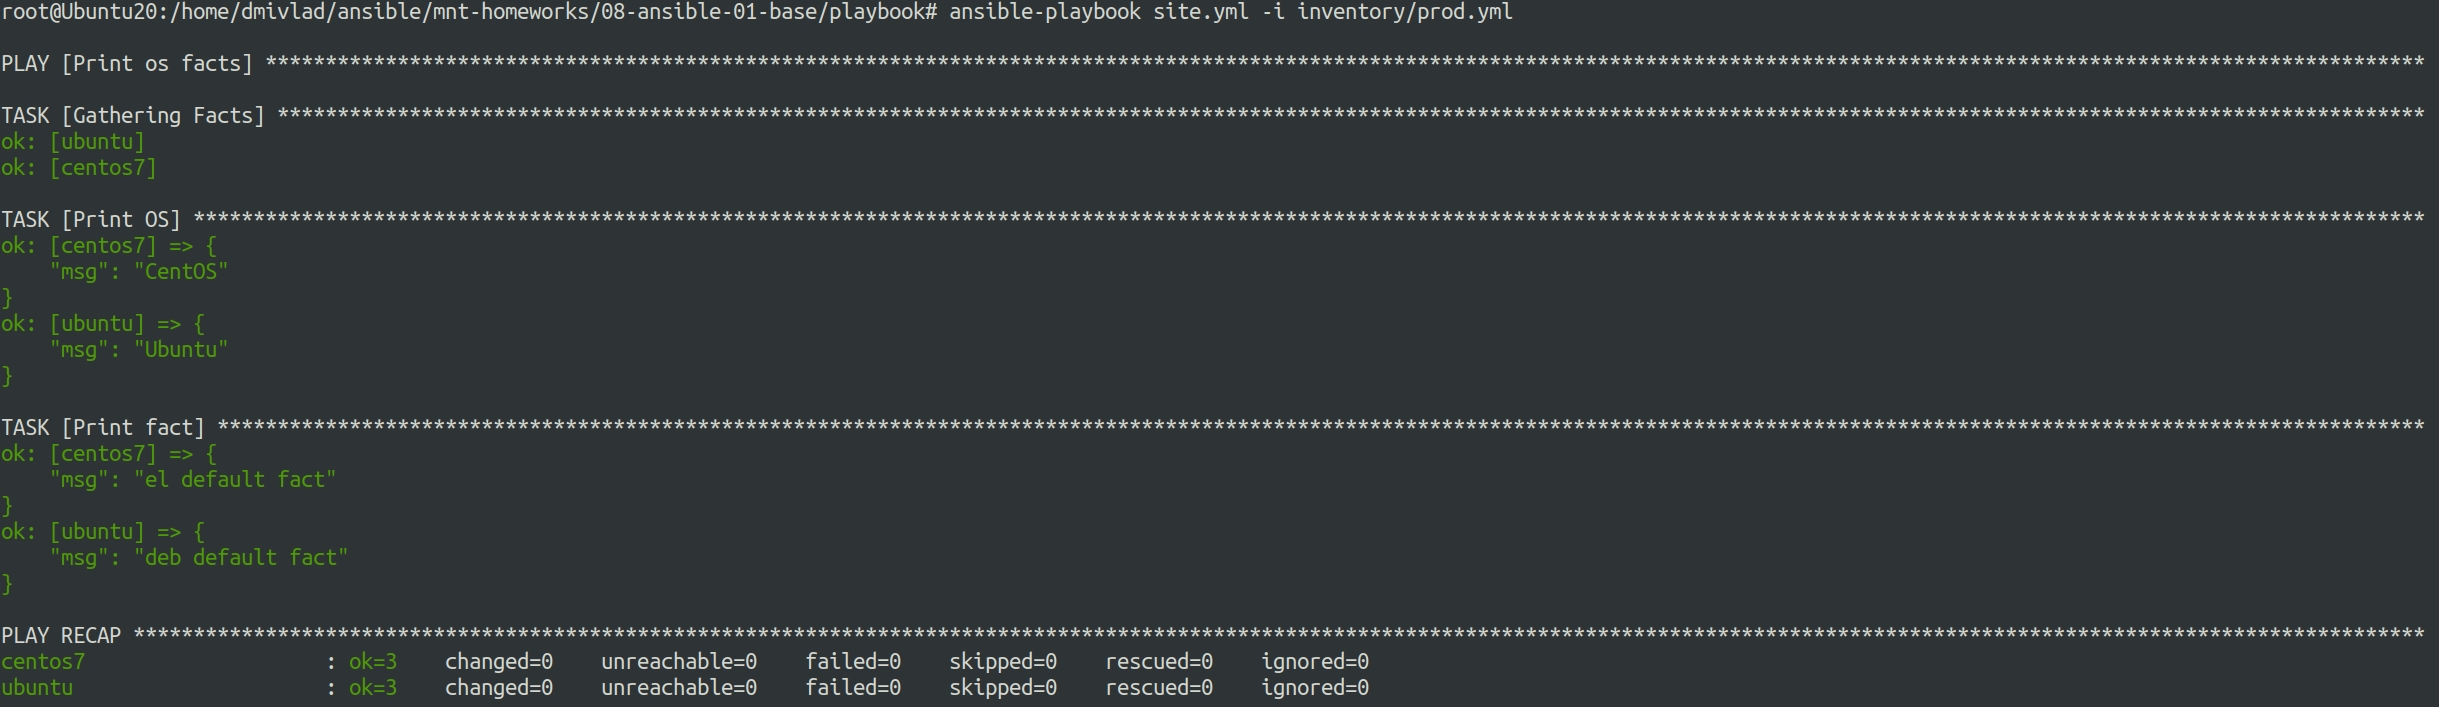 root@Ubuntu20:/home/dmivlad/ansible/mnt-homeworks/08-ansible-01-base/playbook# ansible-playbook site.yml -i inventory/prod.yml
PLAY [Print os facts] ************************************************************************************************************************************************************************************
TASK [Gathering Facts] ***********************************************************************************************************************************************************************************
ok: [ubuntu]
ok: [centos7]
TASK [Print OS] ******************************************************************************************************************************************************************************************
ok: [centos7] => {
    "msg": "CentOS"
}
ok: [ubuntu] => {
    "msg": "Ubuntu"
}
TASK [Print fact] ****************************************************************************************************************************************************************************************
ok: [centos7] => {
    "msg": "el default fact"
}
ok: [ubuntu] => {
    "msg": "deb default fact"
}
PLAY RECAP ***********************************************************************************************************************************************************************************************
centos7                    : ok=3    changed=0    unreachable=0    failed=0    skipped=0    rescued=0    ignored=0
ubuntu                     : ok=3    changed=0    unreachable=0    failed=0    skipped=0    rescued=0    ignored=0